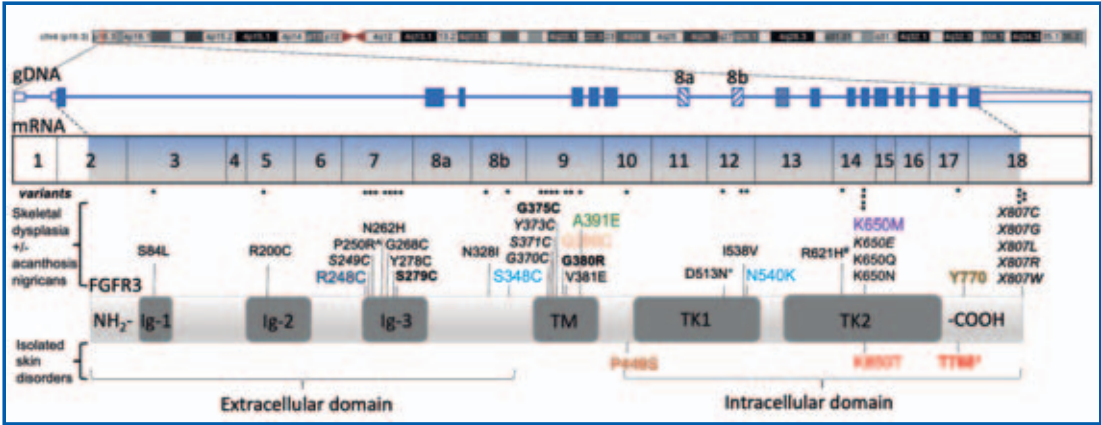 gDNA
8a 8b
mRNA
1 2 3 4 5 6 7 8a 8b 9 10 11 12 13 14 15 16 17 18
variants
Skeletal
dysplasia
+/-
acanthosis
nigricans
S84L
R200C
N262H
P250R
S249C
R248C
G268C
Y278C
S279C
N328I
S348C
G375C
Y373C
S371C
G370C
A391E
G380R
V381E
I538V
D513N
N540K
R621H
K650M
K650E
K650Q
K650N
Y770
X807C
X807G
X807L
X807R
X807W
FGFR3
NH2- Ig-1 Ig-2 Ig-3 TM TK1 TK2 -COOH
Isolated
skin
disorders
Extracellular domain Intracellular domain